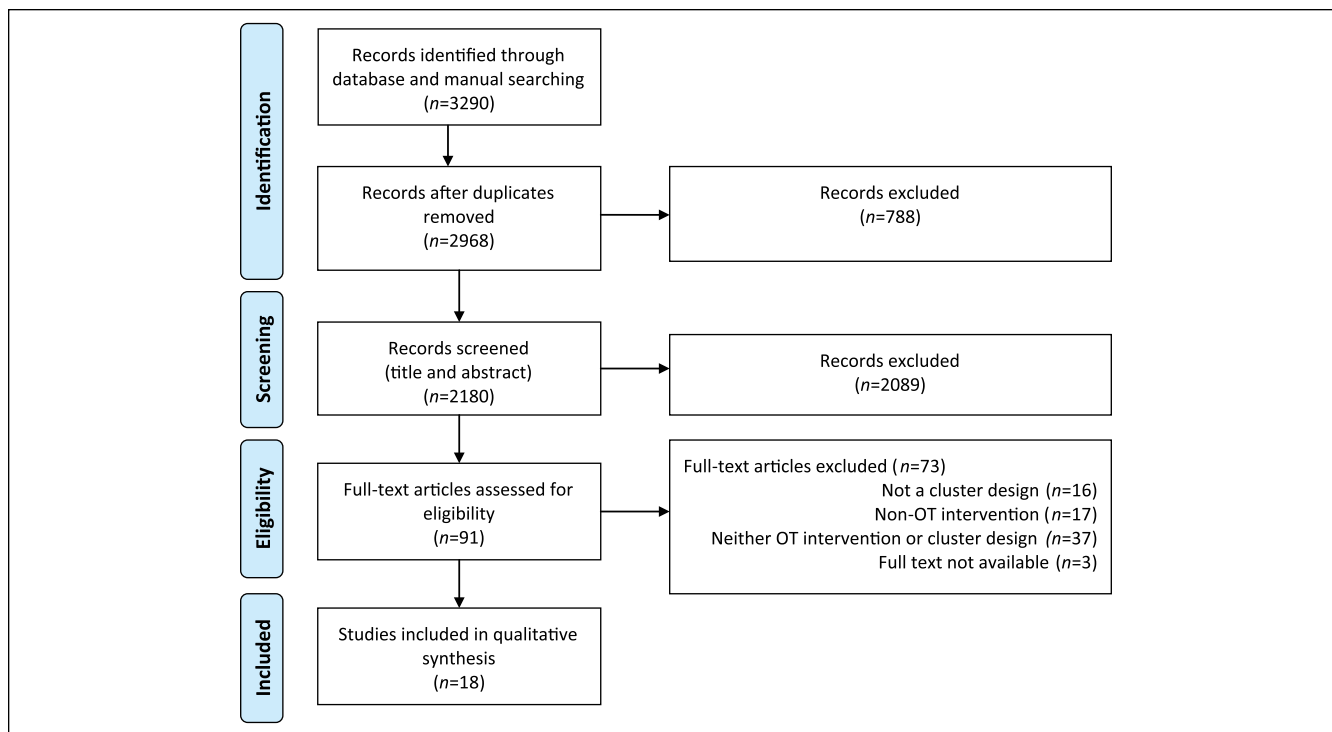 Identification
Records identified through
database and manual searching
(n=3290)
Records after duplicates
removed
(n=2968)
Records excluded
(n=788)
Screening
Records screened
(title and abstract)
(n=2180)
Records excluded
(n=2089)
Eligibility
Full-text articles assessed for
eligibility
(n=91)
Full-text articles excluded (n=73)
Not a cluster design (n=16)
Non-OT intervention (n=17)
Neither OT intervention or cluster design (n=37)
Full text not available (n=3)
Included
Studies included in qualitative
synthesis
(n=18)